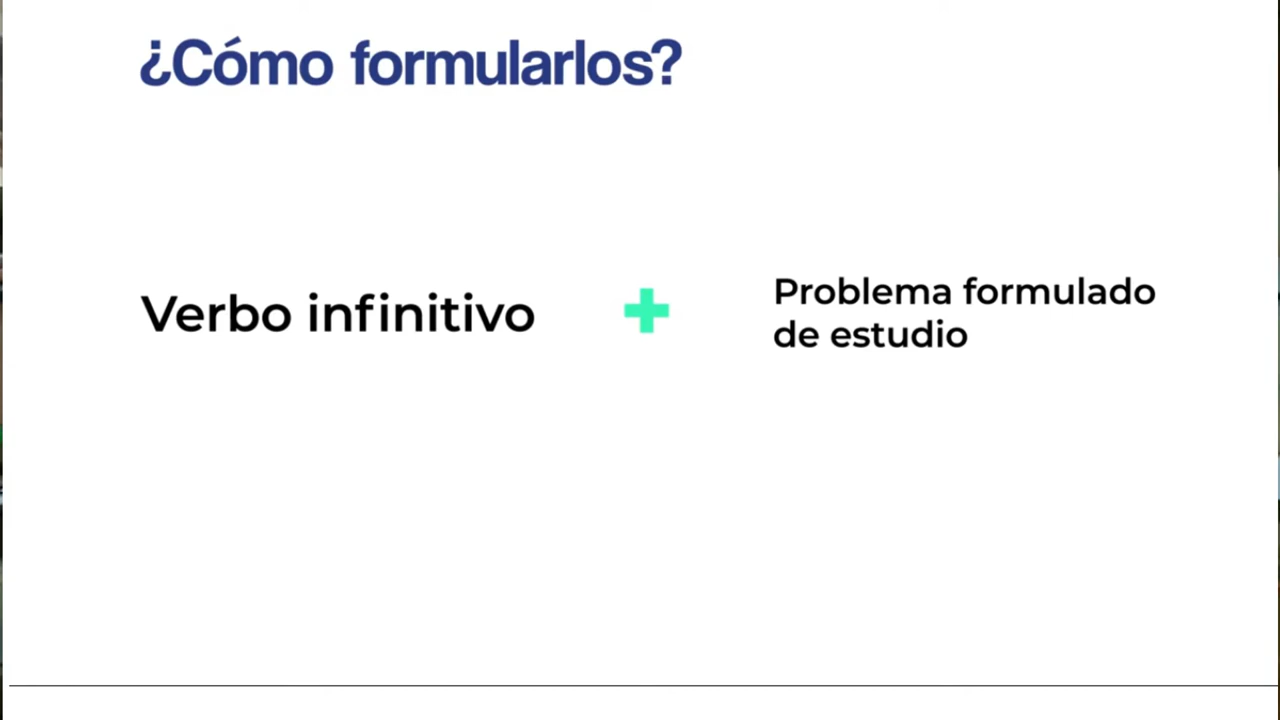 ¿Cómo formularlos?
Verbo infinitivo
Problema formulado
de estudio